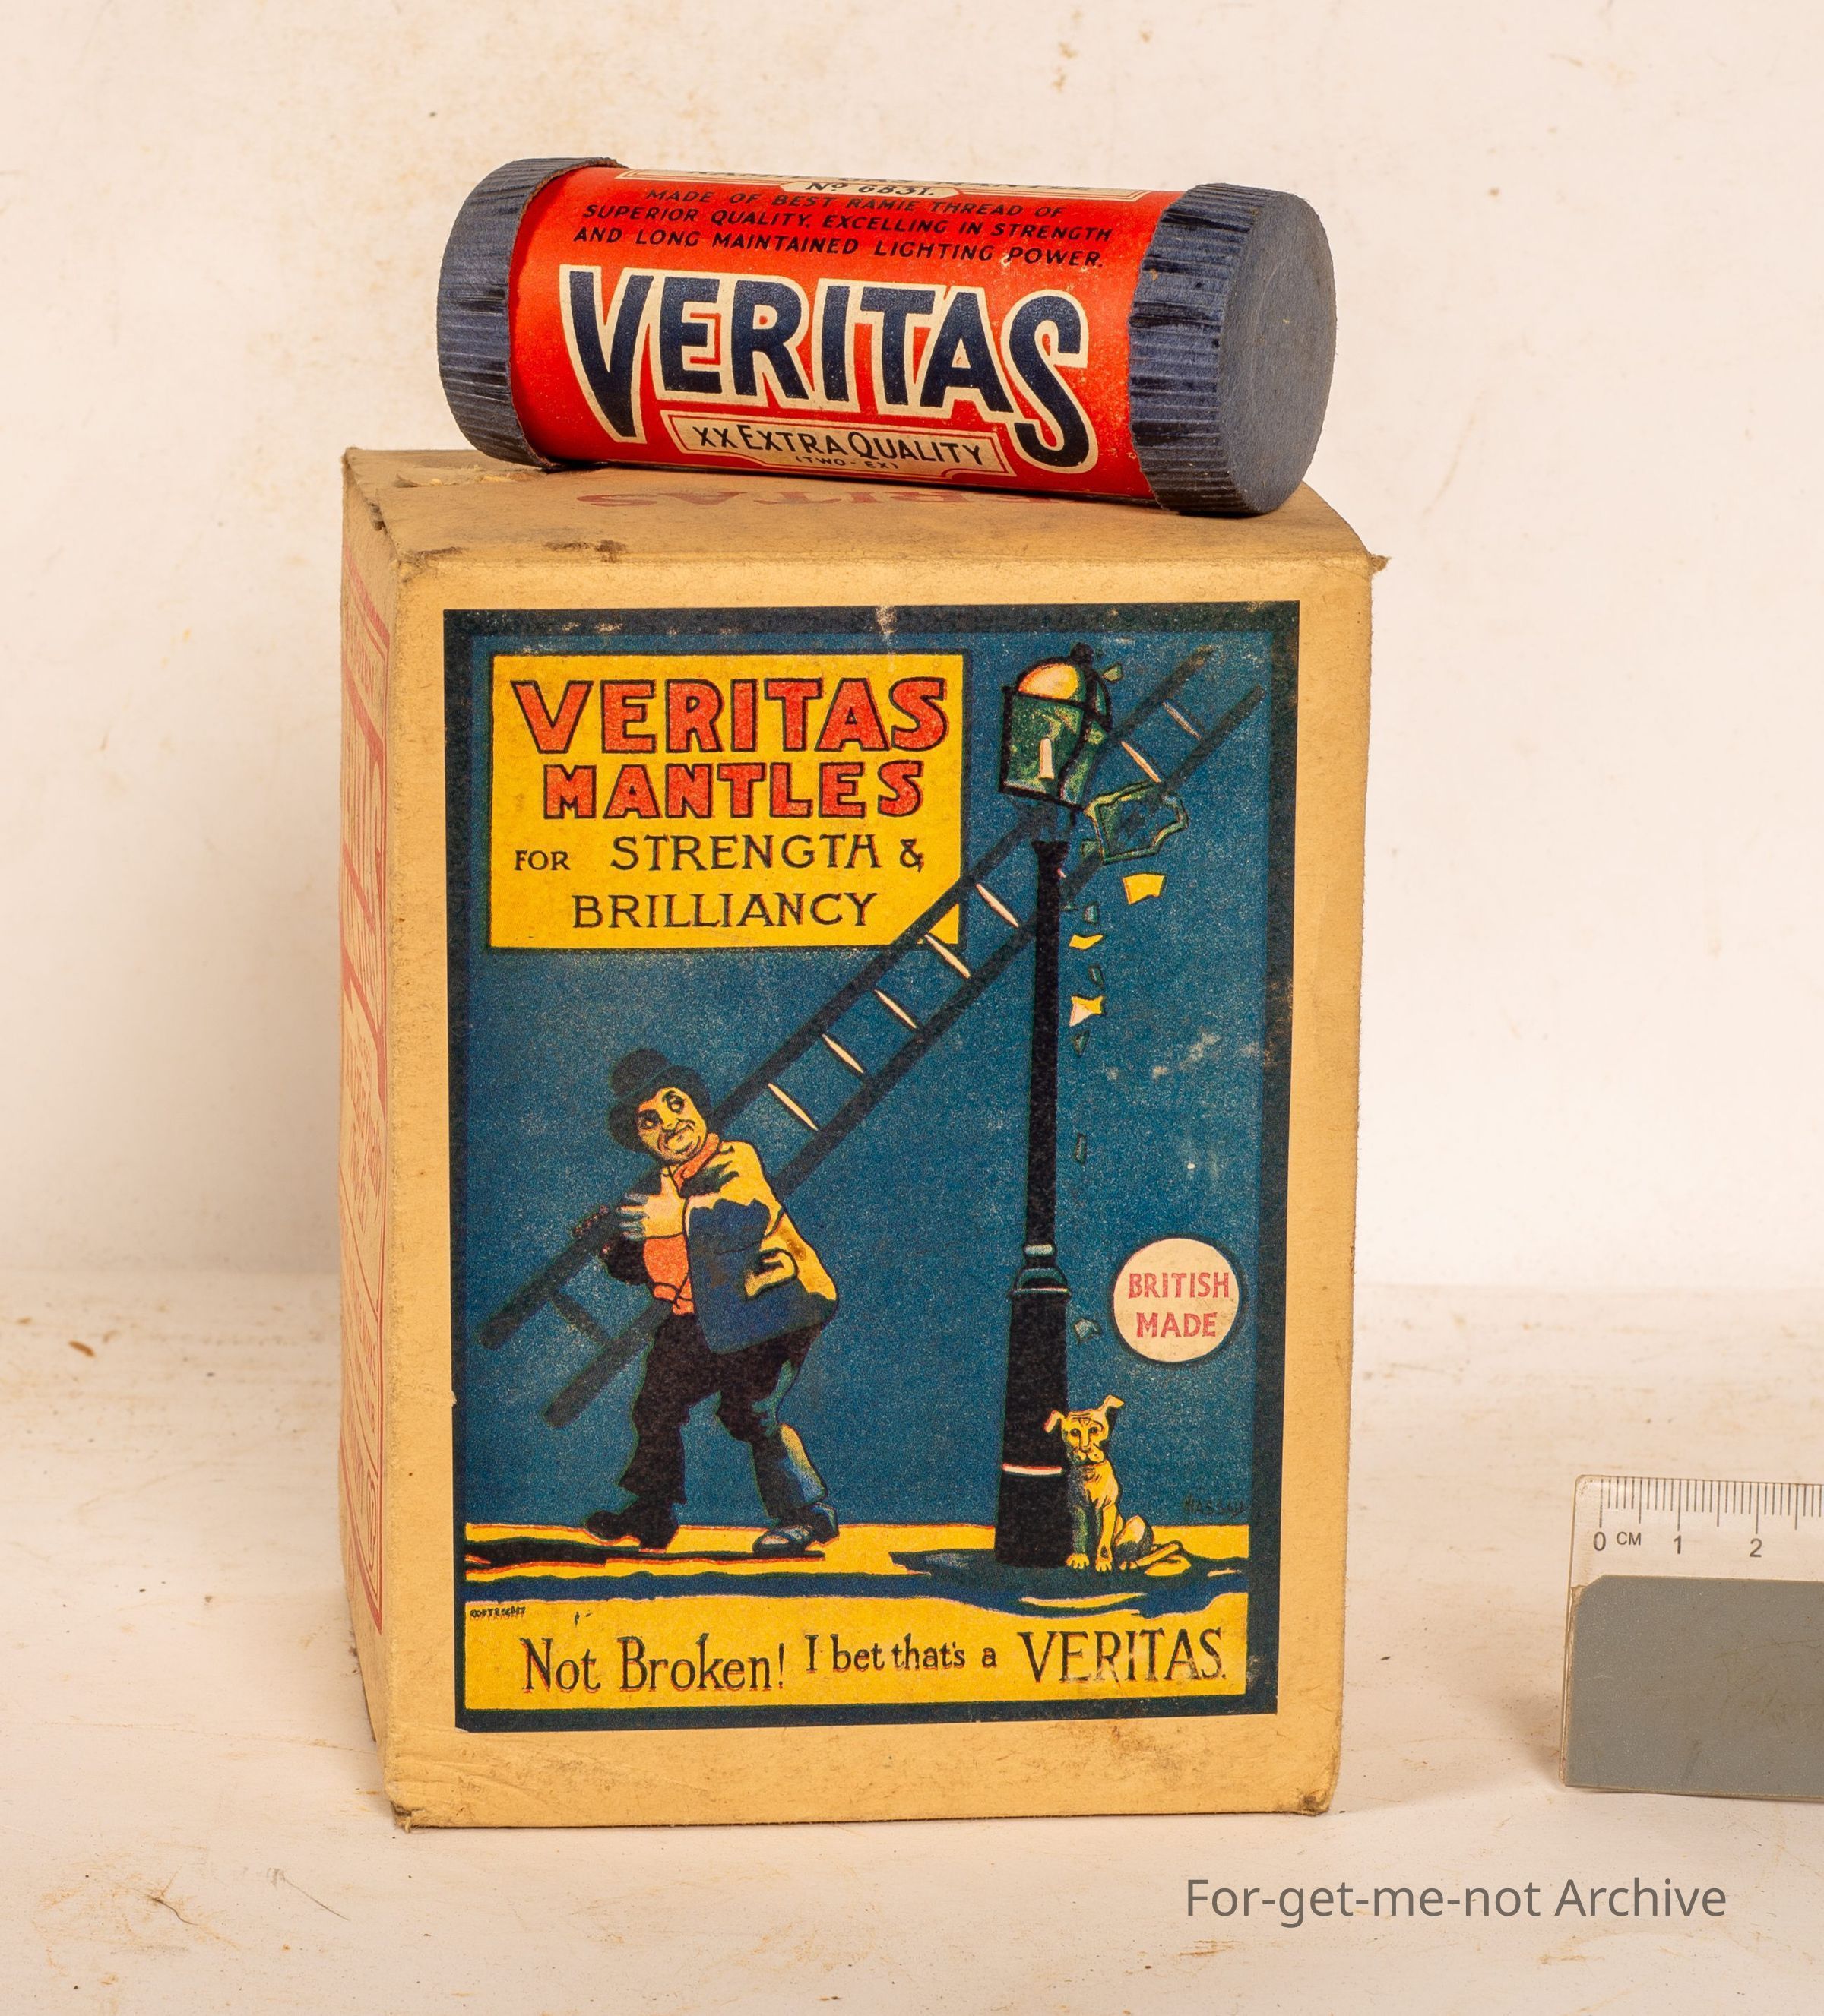 Nº 6831.
MADE OF BEST RAMIE THREAD OF
SUPERIOR QUALITY. EXCELLING IN STRENGTH
AND LONG MAINTAINED LIGHTING POWER.
VERITAS
XX EXTRA QUALITY
(TWO-EX)
VERITAS
MANTLES
FOR STRENGTH &
BRILLIANCY
BRITISH
MADE
HASSALL
COPYRIGHT
Not Broken! I bet that's a VERITAS.
0 CM 1 2
For-get-me-not Archive